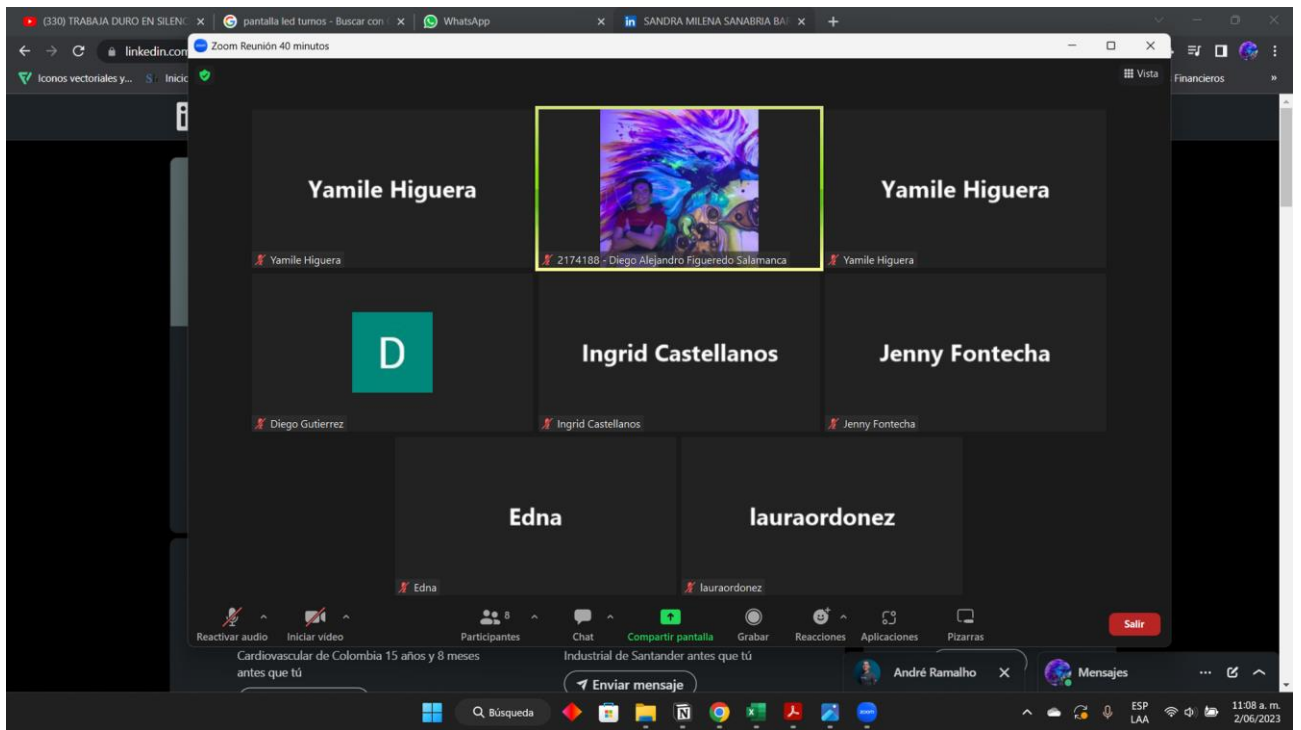 (330) TRABAJA DURO EN SILENC
pantalla led turnos - Buscar con
WhatsApp
SANDRA MILENA SANABRIA BA
linkedin.com
Zoom Reunión 40 minutos
Iconos vectoriales y...
Inicio
Vista
Financieros
Yamile Higuera
Yamile Higuera
Yamile Higuera
2174188 - Diego Alejandro Figueredo Salamanca
Yamile Higuera
D
Ingrid Castellanos
Jenny Fontecha
Diego Gutierrez
Ingrid Castellanos
Jenny Fontecha
Edna
lauraordonez
Edna
lauraordonez
8
Reactivar audio
Iniciar video
Participantes
Chat
Compartir pantalla
Grabar
Reacciones
Aplicaciones
Pizarras
Salir
Cardiovascular de Colombia 15 años y 8 meses
antes que tú
Industrial de Santander antes que tú
Enviar mensaje
André Ramalho
Mensajes
Búsqueda
ESP
LAA
11:08 a. m.
2/06/2023